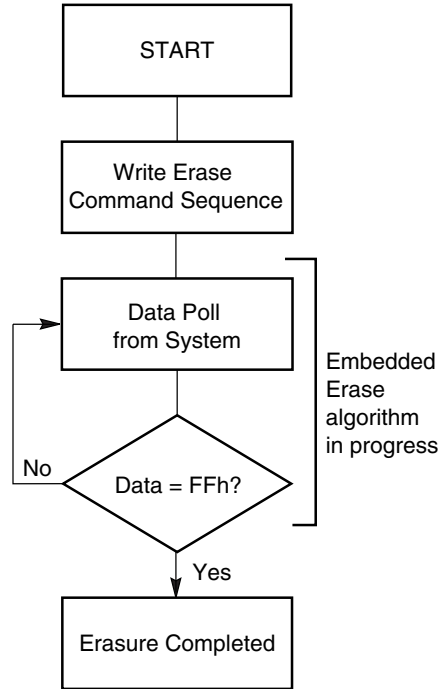 START
Write Erase
Command Sequence
Data Poll
from System
Embedded
Erase
algorithm
in progress
No
Data = FFh?
Yes
Erasure Completed